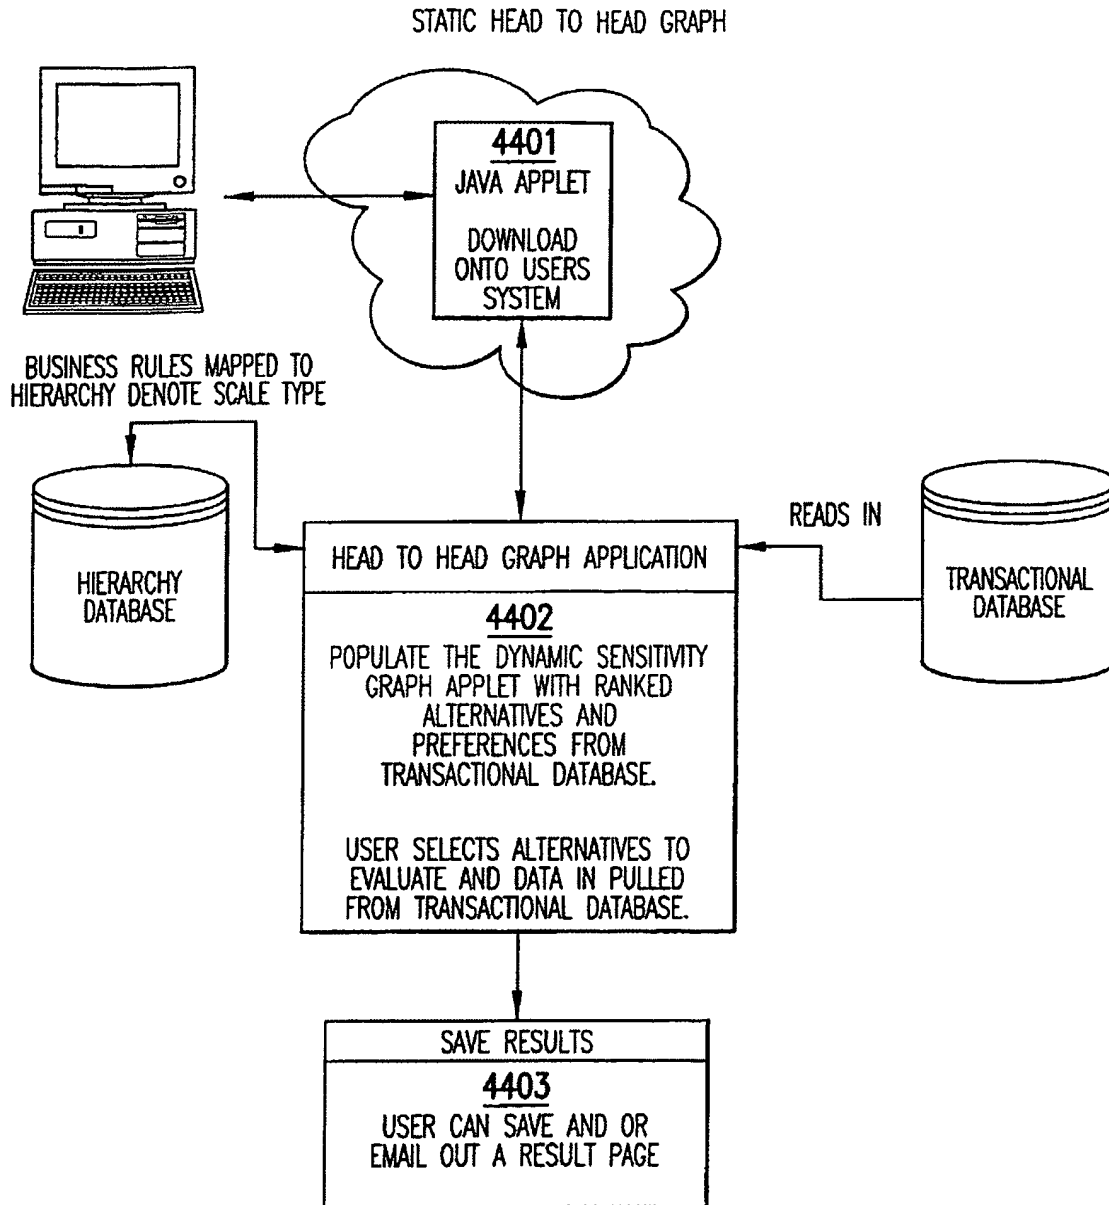 STATIC HEAD TO HEAD GRAPH
4401
JAVA APPLET
DOWNLOAD
ONTO USERS
SYSTEM
BUSINESS RULES MAPPED TO
HIERARCHY DENOTE SCALE TYPE
HIERARCHY
DATABASE
READS IN
TRANSACTIONAL
DATABASE
HEAD TO HEAD GRAPH APPLICATION
4402
POPULATE THE DYNAMIC SENSITIVITY
GRAPH APPLET WITH RANKED
ALTERNATIVES AND
PREFERENCES FROM
TRANSACTIONAL DATABASE.
USER SELECTS ALTERNATIVES TO
EVALUATE AND DATA IN PULLED
FROM TRANSACTIONAL DATABASE.
SAVE RESULTS
4403
USER CAN SAVE AND OR
EMAIL OUT A RESULT PAGE